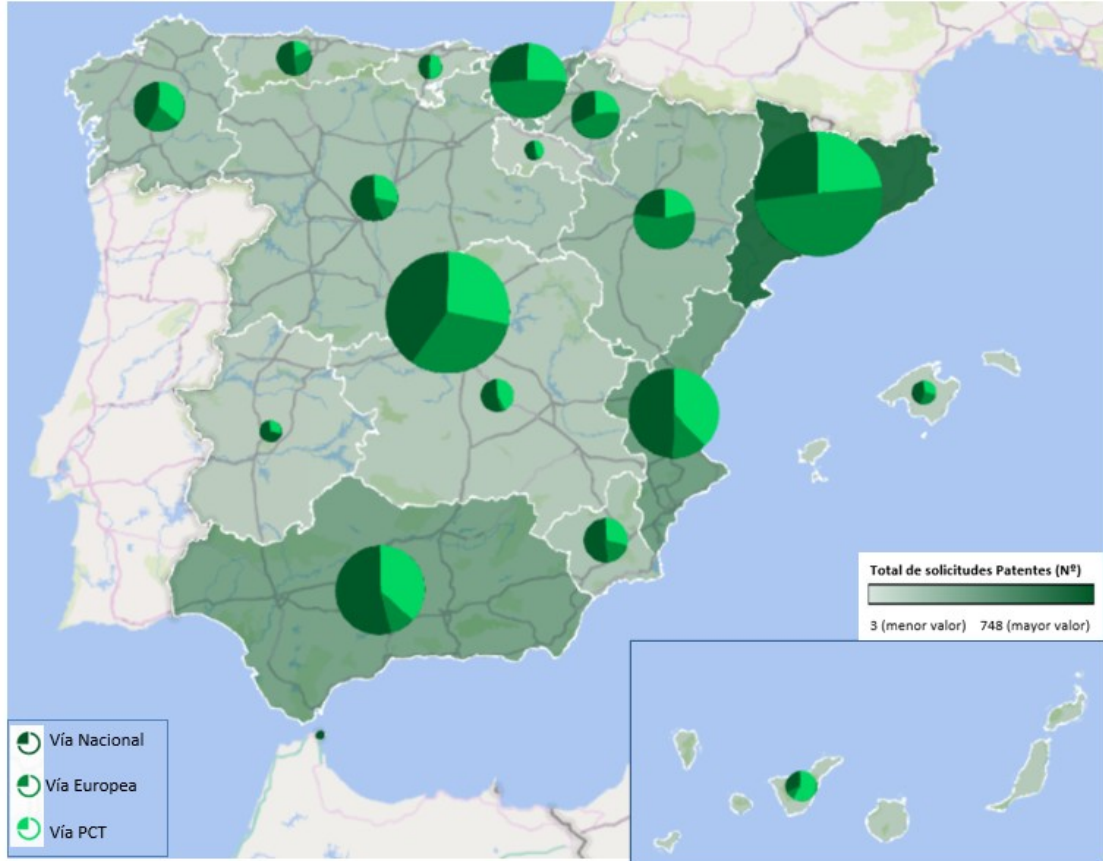 Total de solicitudes Patentes (Nº)
3 (menor valor) 748 (mayor valor)
Vía Nacional
Vía Europea
Vía PCT